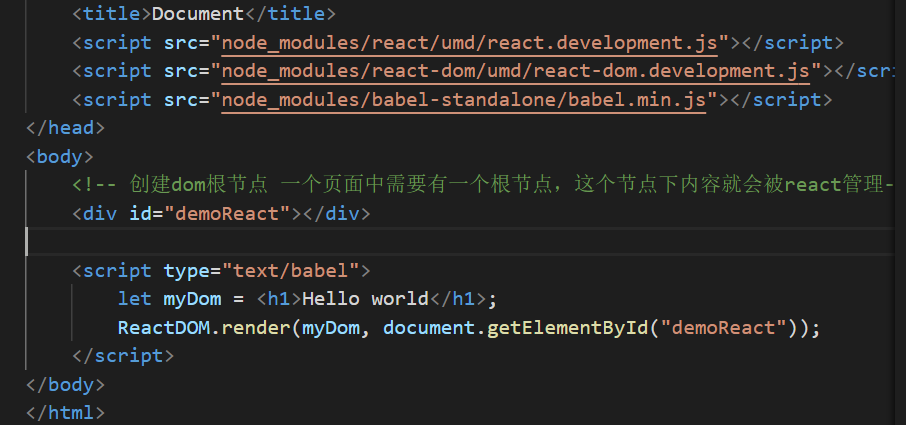 <title>Document</title>
<script src="node_modules/react/umd/react.development.js"></script>
<script src="node_modules/react-dom/umd/react-dom.development.js"></scri
<script src="node_modules/babel-standalone/babel.min.js"></script>
</head>
<body>
<!-- 创建dom根节点 一个页面中需要有一个根节点，这个节点下内容就会被react管理-
<div id="demoReact"></div>
<script type="text/babel">
let myDom = <h1>Hello world</h1>;
ReactDOM.render(myDom, document.getElementById("demoReact"));
</script>
</body>
</html>